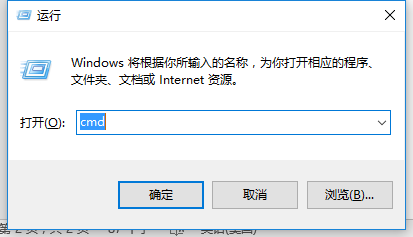 运行
Windows 将根据你所输入的名称，为你打开相应的程序、
文件夹、文档或 Internet 资源。
打开(O): cmd
确定 取消 浏览(B)...